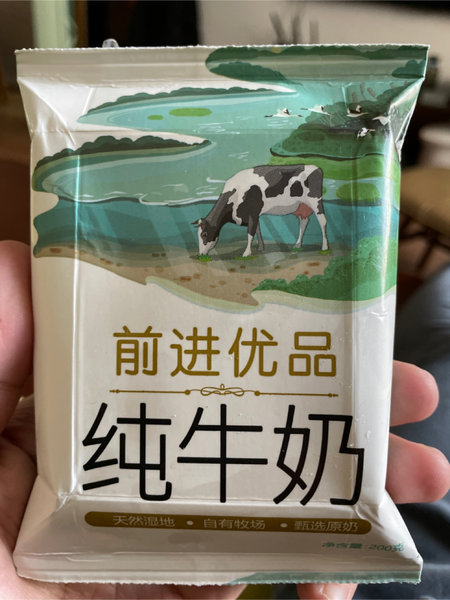 前进优品
纯牛奶
天然湿地 • 自有牧场 • 甄选原奶
净含量：200克